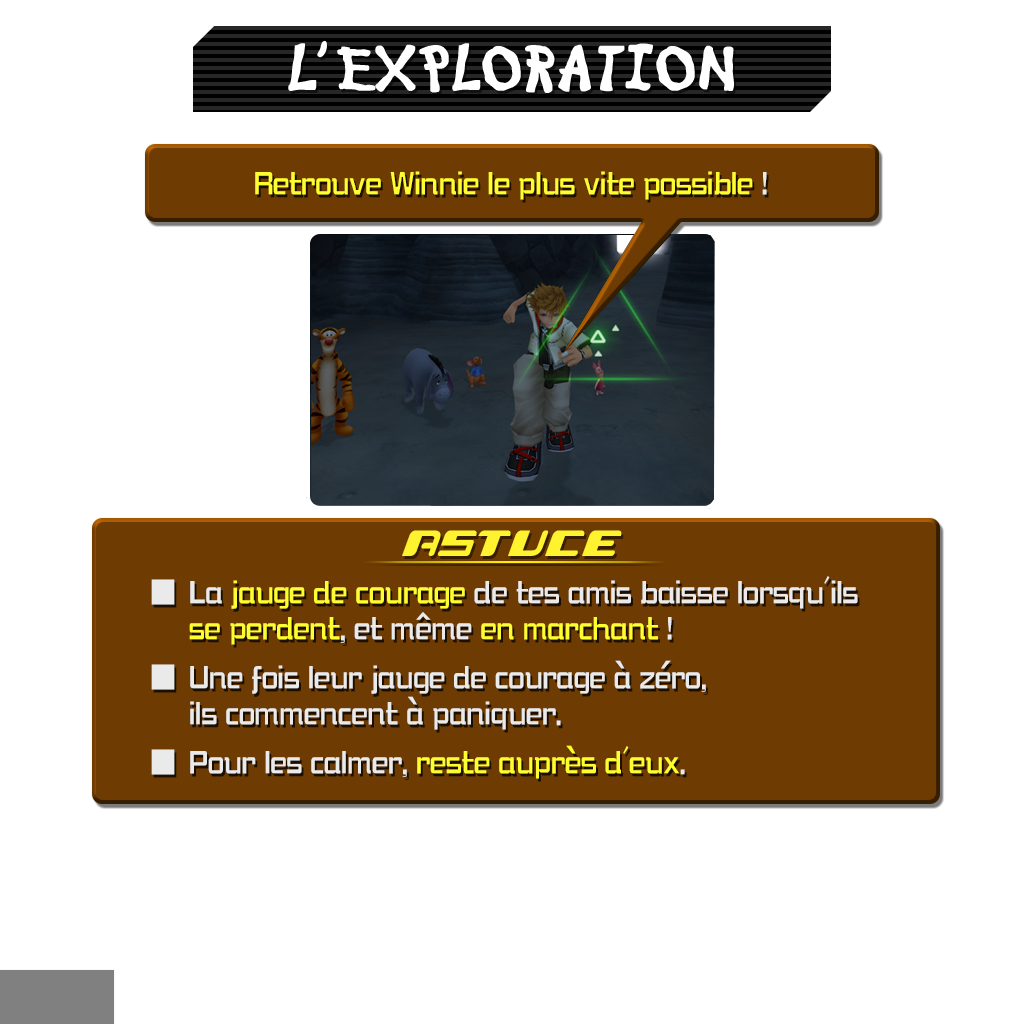 L'EXPLORATION
Retrouve Winnie le plus vite possible !
ASTUCE
La jauge de courage de tes amis baisse lorsqu'ils
se perdent, et même en marchant !
Une fois leur jauge de courage à zéro,
ils commencent à paniquer.
Pour les calmer, reste auprès d'eux.